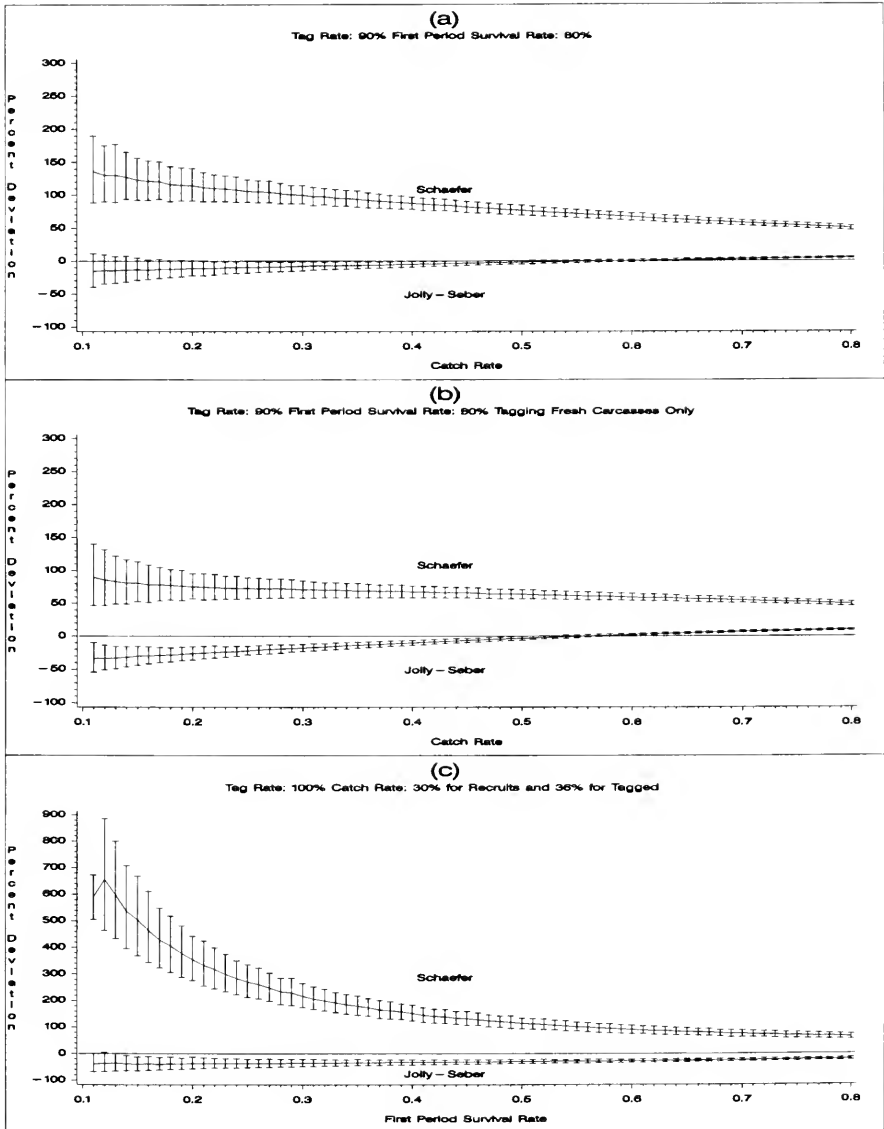 (a)
Tag Rate: 90% First Period Survival Rate: 80%
Percent Deviation
300
250
200
150
100
50
0
−50
−100
Schaefer
Jolly−Seber
0.1 0.2 0.3 0.4 0.5 0.6 0.7 0.8
Catch Rate
(b)
Tag Rate: 90% First Period Survival Rate: 80% Tagging Fresh Carcasses Only
Percent Deviation
300
250
200
150
100
50
0
−50
−100
Schaefer
Jolly−Seber
0.1 0.2 0.3 0.4 0.5 0.6 0.7 0.8
Catch Rate
(c)
Tag Rate: 100% Catch Rate: 30% for Recruits and 36% for Tagged
Percent Deviation
900
800
700
600
500
400
300
200
100
0
−100
Schaefer
Jolly−Seber
0.1 0.2 0.3 0.4 0.5 0.6 0.7 0.8
First Period Survival Rate